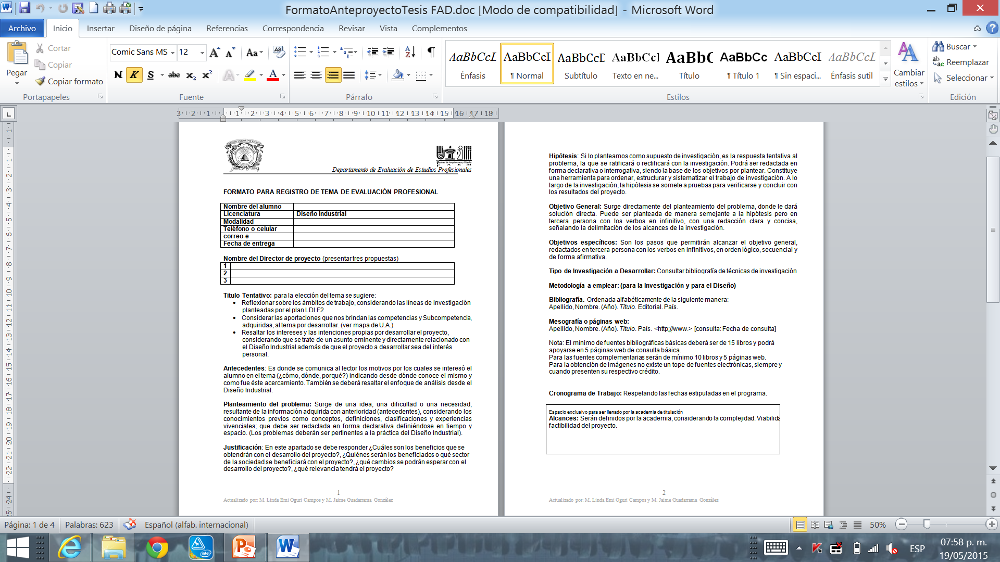 FormatoAnteproyectoTesis FAD.doc [Modo de compatibilidad] - Microsoft Word
Archivo Inicio Insertar Diseño de página Referencias Correspondencia Revisar Vista Complementos
Pegar
Cortar
Copiar
Copiar formato
Portapapeles
Comic Sans MS 12
Fuente
Párrafo
AaBbCcL AaBbCcI AaBbCcD AaBbCcI AaBbC AaBbCc AaBbCcI AaBbCcL
Énfasis ¶ Normal Subtítulo Texto en ne... Título ¶ Título 1 ¶ Sin espaci... Énfasis sutil
Estilos
Cambiar estilos
Buscar
Reemplazar
Seleccionar
Edición
3 2 1 1 2 3 4 5 6 7 8 9 10 11 12 13 14 15 16 17 18
Departamento de Evaluación de Estudios Profesionales
FORMATO PARA REGISTRO DE TEMA DE EVALUACIÓN PROFESIONAL
Nombre del alumno
Licenciatura Diseño Industrial
Modalidad
Teléfono o celular
correo-e
Fecha de entrega
Nombre del Director de proyecto (presentar tres propuestas)
1
2
3
Titulo Tentativo: para la elección del tema se sugiere:
• Reflexionar sobre los ámbitos de trabajo, considerando las líneas de investigación
planteadas por el plan LDI F2
• Considerar las aportaciones que nos brindan las competencias y Subcompetencia,
adquiridas, al tema por desarrollar. (ver mapa de U.A.)
• Resaltar los intereses y las intenciones propias por desarrollar el proyecto,
considerando que se trate de un asunto eminente y directamente relacionado con
el Diseño Industrial además de que el proyecto a desarrollar sea del interés
personal.
Antecedentes: Es donde se comunica al lector los motivos por los cuales se interesó el
alumno en el tema (¿cómo, dónde, porqué?) indicando desde dónde conoce el mismo y
como fue éste acercamiento. También se deberá resaltar el enfoque de análisis desde el
Diseño Industrial.
Planteamiento del problema: Surge de una idea, una dificultad o una necesidad,
resultante de la información adquirida con anterioridad (antecedentes), considerando los
conocimientos previos como conceptos, definiciones, clasificaciones y experiencias
vivenciales; que debe ser redactada en forma declarativa definiéndose en tiempo y
espacio. (Los problemas deberán ser pertinentes a la práctica del Diseño Industrial).
Justificación: En este apartado se debe responder ¿Cuáles son los beneficios que se
obtendrán con el desarrollo del proyecto?, ¿Quiénes serán los beneficiados o qué sector
de la sociedad se beneficiará con el proyecto?, ¿qué cambios se podrán esperar con el
desarrollo del proyecto?, ¿qué relevancia tendrá el proyecto?
1
Actualizado por: M. Linda Emi Oguri Campos y M. Jaime Guadarrama González
Hipótesis: Si lo planteamos como supuesto de investigación, es la respuesta tentativa al
problema, la que se ratificará o rectificará con la investigación. Podrá ser redactada en
forma declarativa o interrogativa, siendo la base de los objetivos por plantear. Constituye
una herramienta para ordenar, estructurar y sistematizar el trabajo de investigación. A lo
largo de la investigación, la hipótesis se somete a pruebas para verificarse y concluir con
los resultados del proyecto.
Objetivo General: Surge directamente del planteamiento del problema, donde le dará
solución directa. Puede ser planteada de manera semejante a la hipótesis pero en
tercera persona con los verbos en infinitivo, con una redacción clara y concisa,
señalando la delimitación de los alcances de la investigación.
Objetivos específicos: Son los pasos que permitirán alcanzar el objetivo general,
redactados en tercera persona con los verbos en infinitivos, en orden lógico, secuencial y
de forma afirmativa.
Tipo de Investigación a Desarrollar: Consultar bibliografía de técnicas de investigación
Metodología a emplear: (para la Investigación y para el Diseño)
Bibliografía. Ordenada alfabéticamente de la siguiente manera:
Apellido, Nombre. (Año). Título. Editorial. País.
Mesografía o páginas web:
Apellido, Nombre. (Año). Título. País. <http://www.> [consulta: Fecha de consulta]
Nota: El mínimo de fuentes bibliográficas básicas deberá ser de 15 libros y podrá
apoyarse en 5 páginas web de consulta básica.
Para las fuentes complementarias serán de mínimo 10 libros y 5 páginas web.
Para la obtención de imágenes no existe un tope de fuentes electrónicas, siempre y
cuando presenten su respectivo crédito.
Cronograma de Trabajo: Respetando las fechas estipuladas en el programa.
Espacio exclusivo para ser llenado por la academia de titulación
Alcances: Serán definidos por la academia, considerando la complejidad. Viabilida
factibilidad del proyecto.
2
Actualizado por: M. Linda Emi Oguri Campos y M. Jaime Guadarrama González
Página: 1 de 4 Palabras: 623 Español (alfab. internacional) 50%
intel ESP 07:58 p. m.
19/05/2015